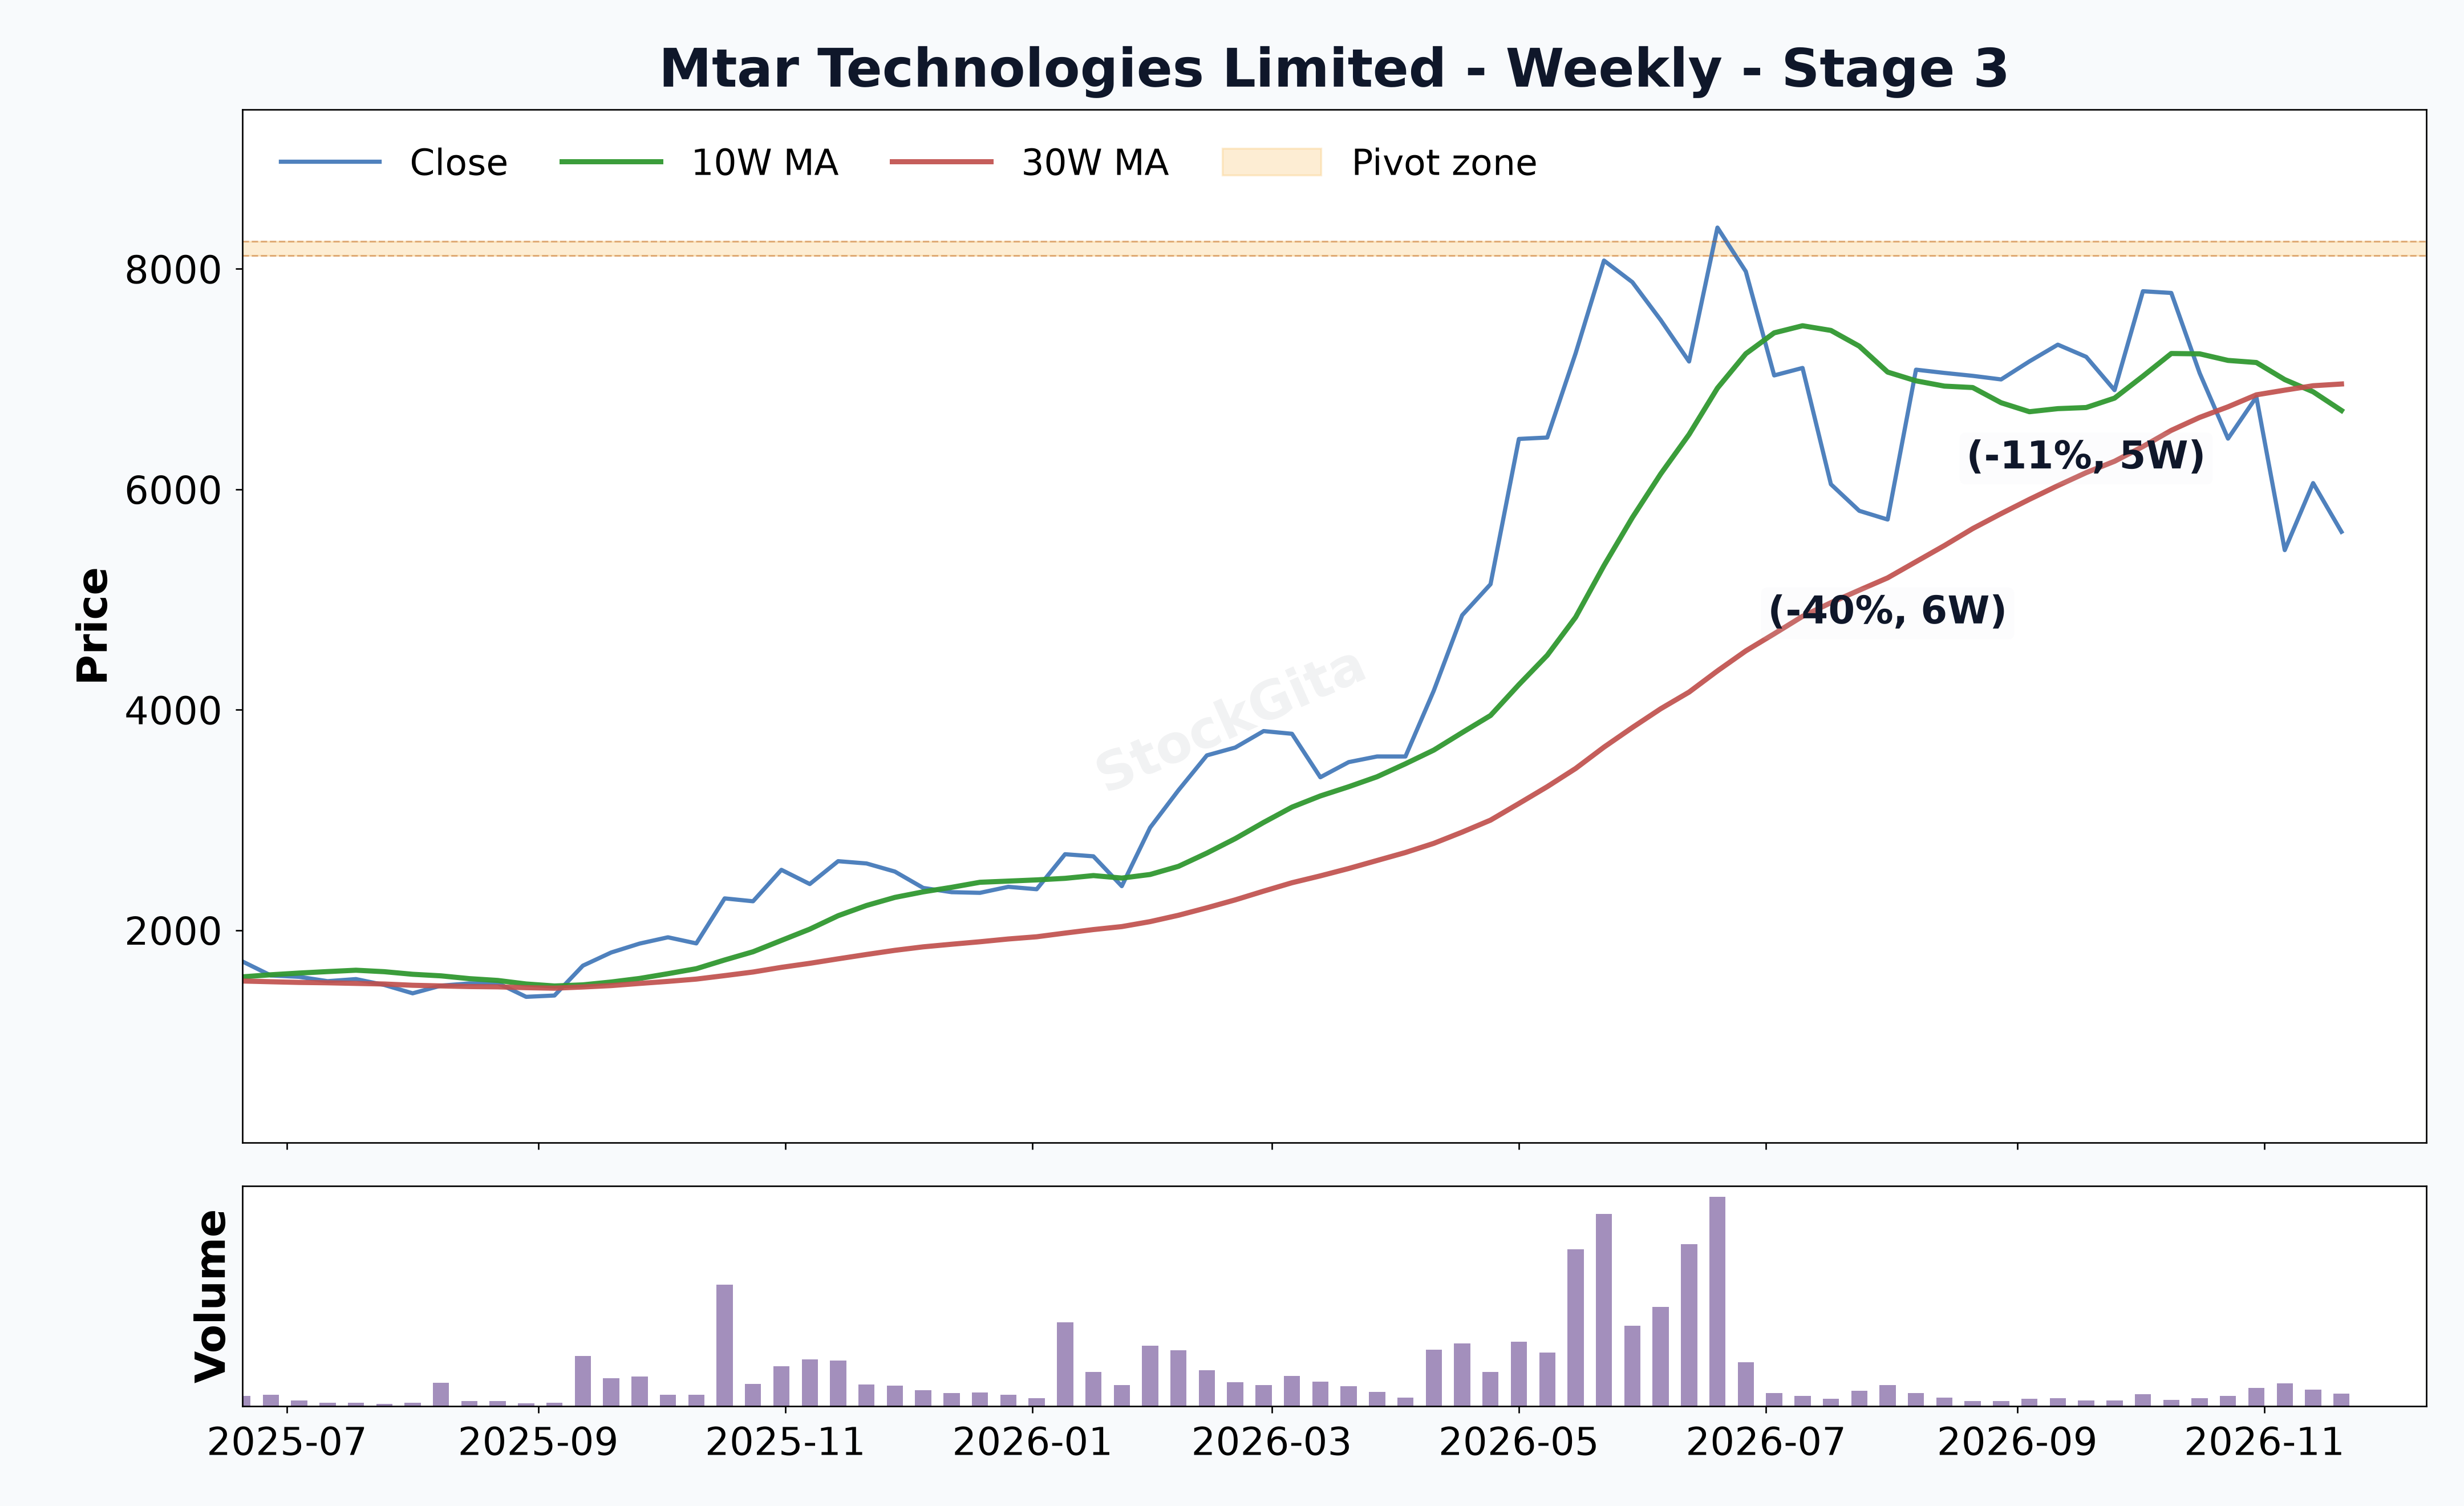 Mtar Technologies Limited - Weekly - Stage 3
Close 10W MA 30W MA Pivot zone
8000
6000
4000
2000
Price
(-11%, 5W)
(-40%, 6W)
StockGita
Volume
2025-07 2025-09 2025-11 2026-01 2026-03 2026-05 2026-07 2026-09 2026-11